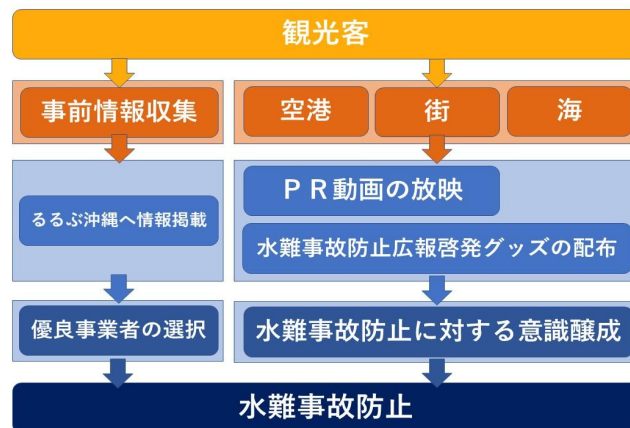 観光客
事前情報収集
空港 街 海
るるぶ沖縄へ情報掲載
ＰＲ動画の放映
水難事故防止広報啓発グッズの配布
優良事業者の選択
水難事故防止に対する意識醸成
水難事故防止